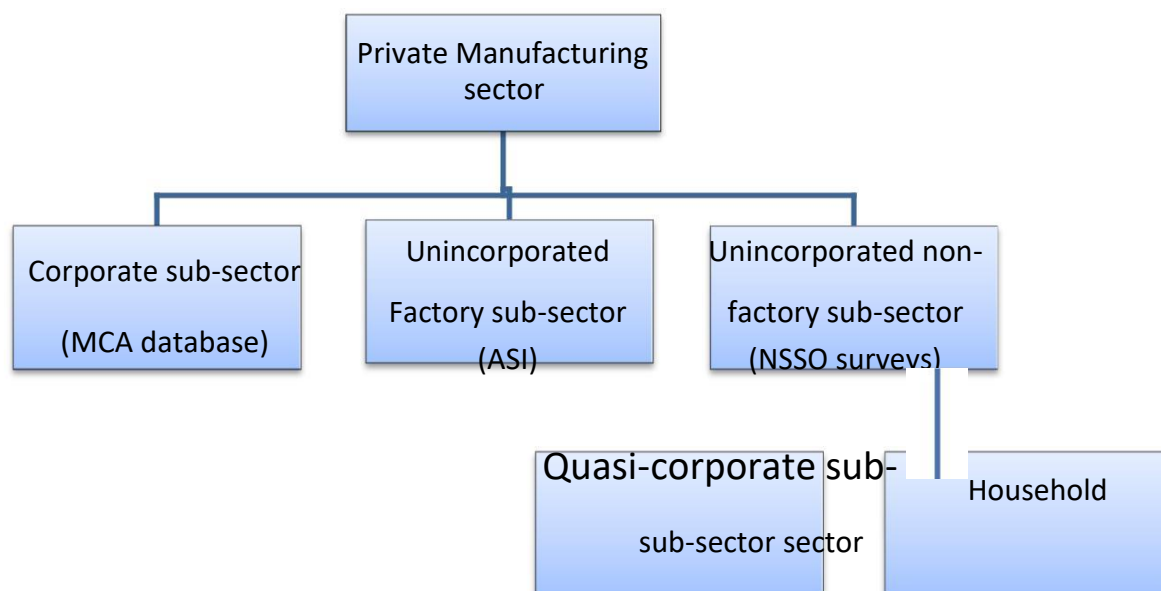 Private Manufacturing
sector
Corporate sub-sector
(MCA database)
Unincorporated
Factory sub-sector
(ASI)
Unincorporated non-
factory sub-sector
(NSSO surveys)
Quasi-corporate sub-
sub-sector sector
Household